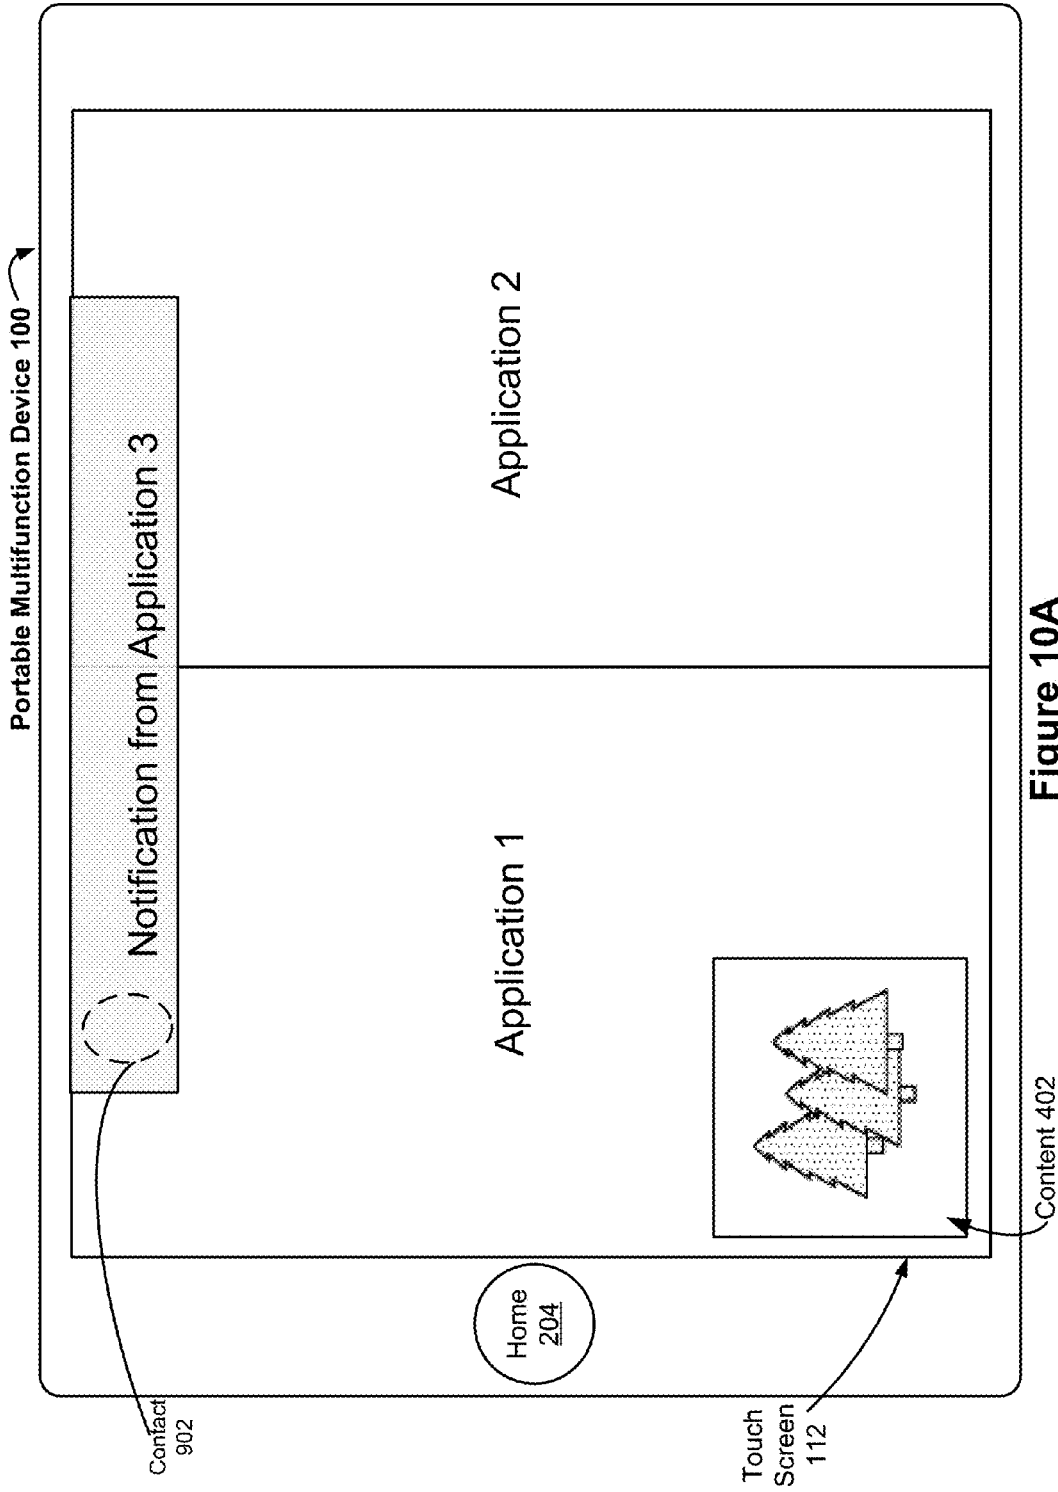 Portable Multifunction Device 100
Notification from Application 3
Application 1
Application 2
Home
204
Contact
902
Touch
Screen
112
Content 402
Figure 10A